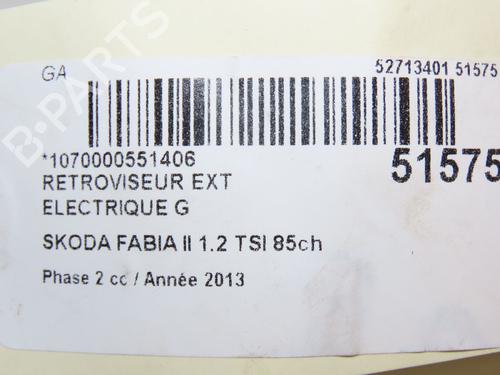 GA
52713401 51575
*1070000551406
51575
RETROVISEUR EXT
ELECTRIQUE G
SKODA FABIA II 1.2 TSI 85ch
Phase 2 cc / Année 2013
B-PARTS